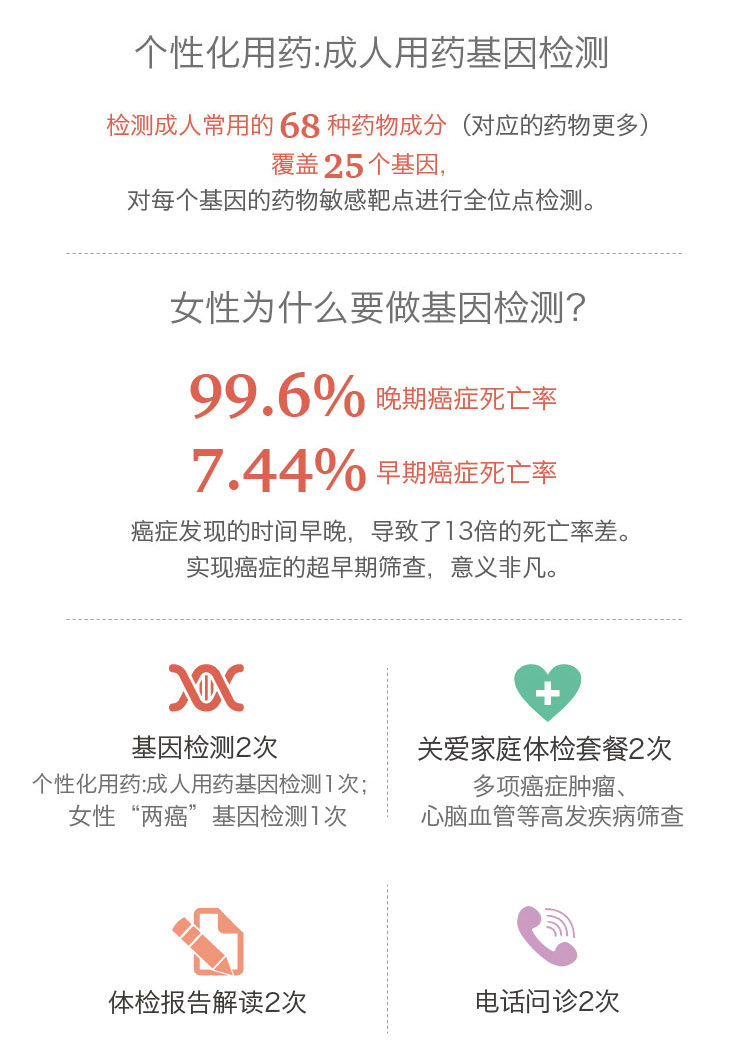 个性化用药:成人用药基因检测
检测成人常用的 68 种药物成分（对应的药物更多）
覆盖 25 个基因,
对每个基因的药物敏感靶点进行全位点检测。
女性为什么要做基因检测?
99.6% 晚期癌症死亡率
7.44% 早期癌症死亡率
癌症发现的时间早晚，导致了13倍的死亡率差。
实现癌症的超早期筛查，意义非凡。
基因检测2次
个性化用药:成人用药基因检测1次；
女性“两癌”基因检测1次
关爱家庭体检套餐2次
多项癌症肿瘤、
心脑血管等高发疾病筛查
体检报告解读2次
电话问诊2次